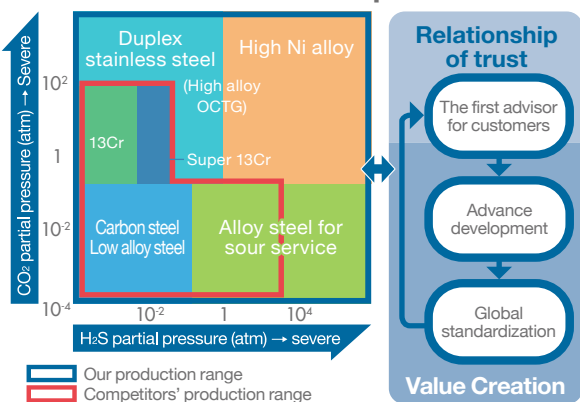 CO2 partial pressure (atm) → Severe
10²
1
10-²
10-⁴
Duplex
stainless steel
(High alloy
OCTG)
High Ni alloy
13Cr
Super 13Cr
Carbon steel
Low alloy steel
Alloy steel for
sour service
10-²
1
10⁴
H2S partial pressure (atm) → severe
Our production range
Competitors' production range
Relationship
of trust
The first advisor
for customers
Advance
development
Global
standardization
Value Creation